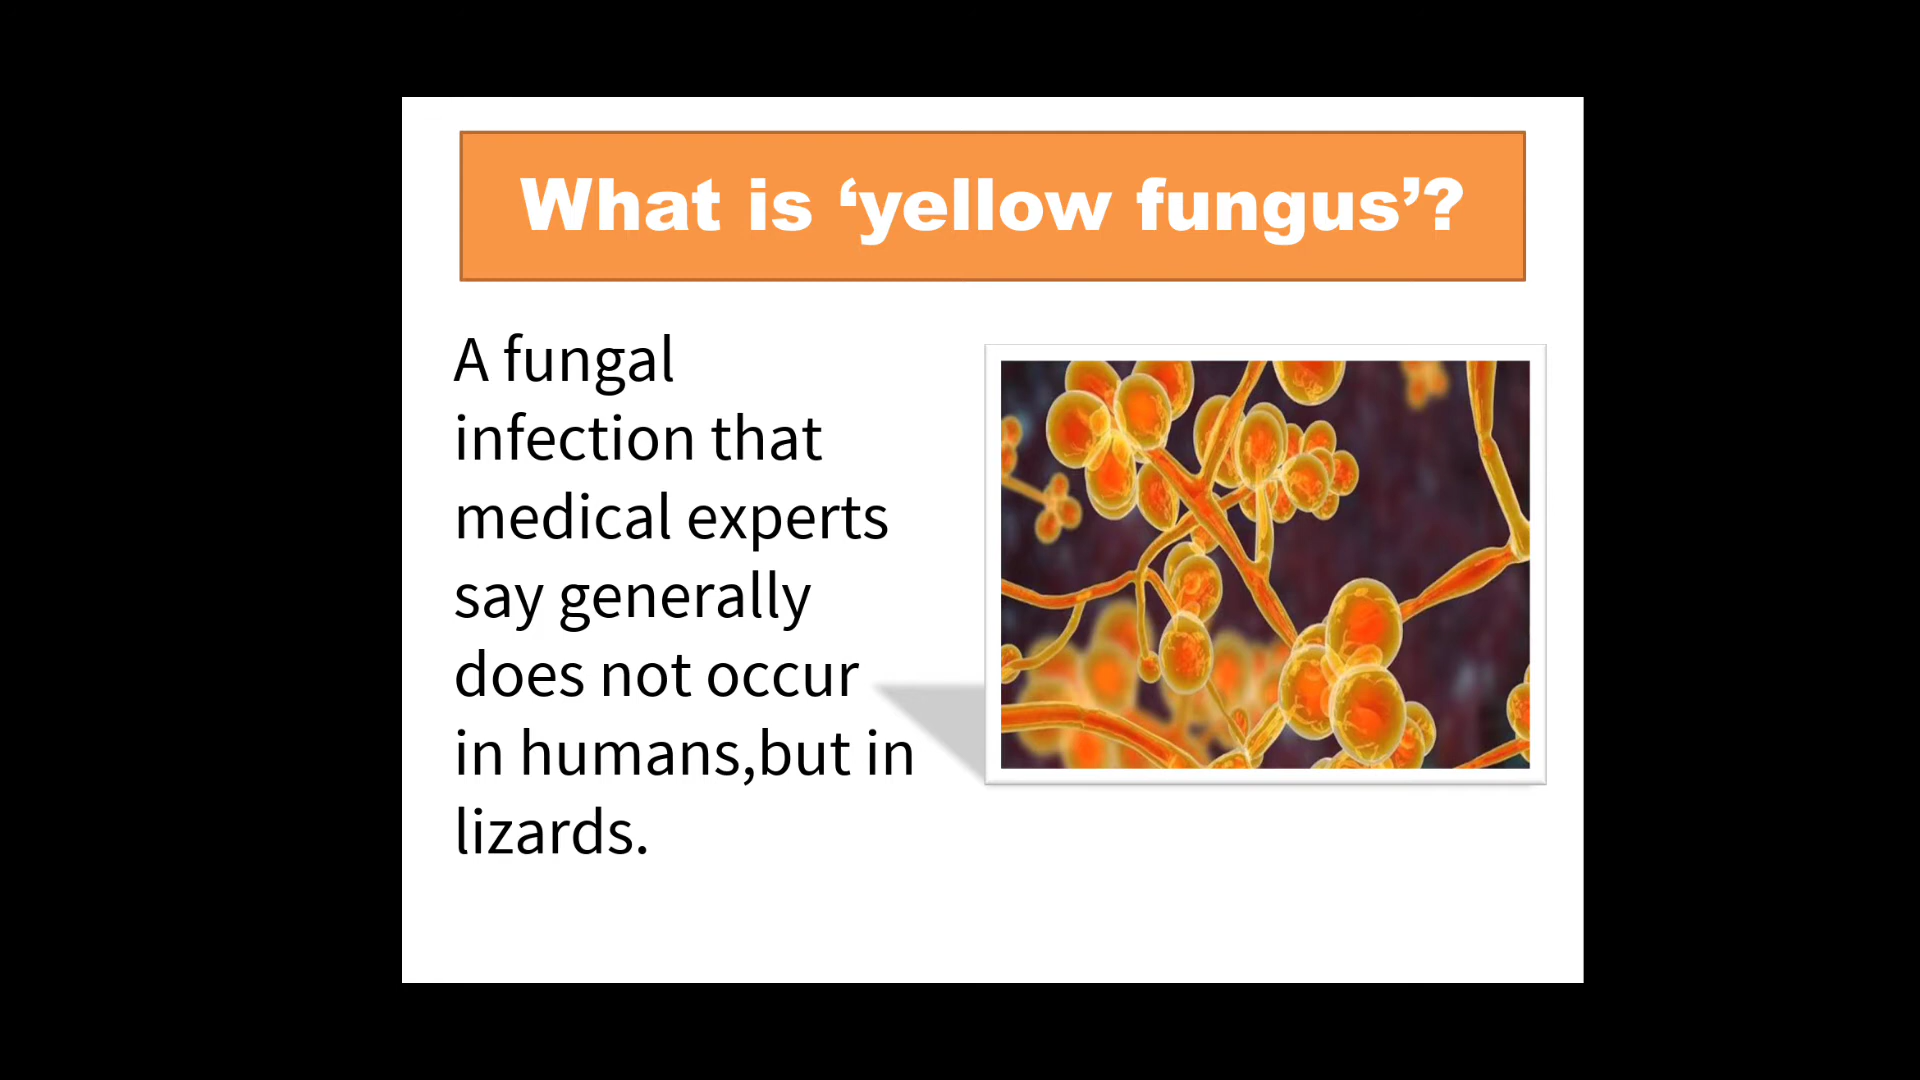 What is ‘yellow fungus’?
A fungal
infection that
medical experts
say generally
does not occur
in humans,but in
lizards.